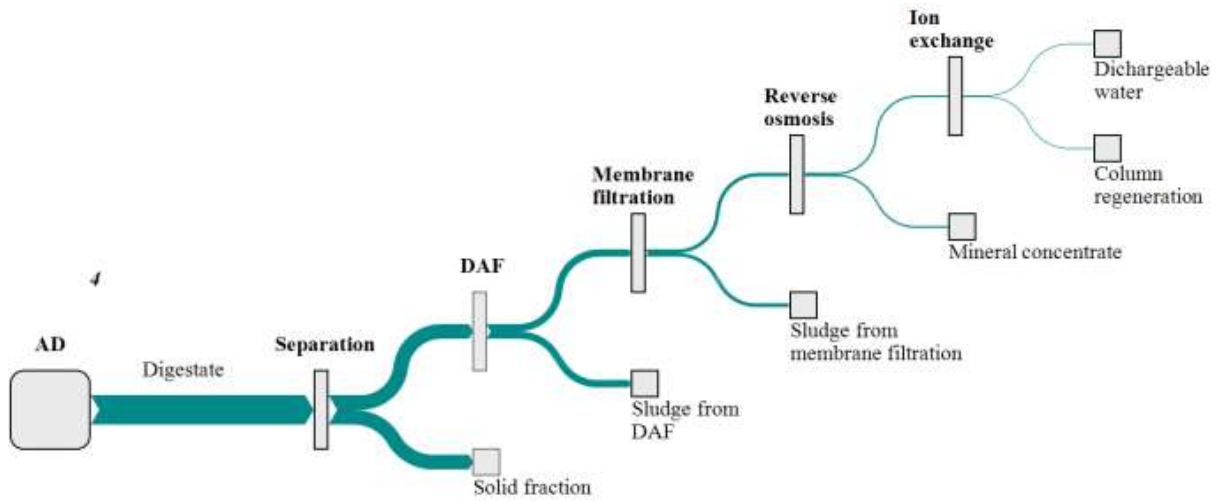 Ion
exchange
Dichargeable
water
Reverse
osmosis
Column
regeneration
Membrane
filtration
Mineral concentrate
4
DAF
Sludge from
membrane filtration
AD
Separation
Digestate
Sludge from
DAF
Solid fraction